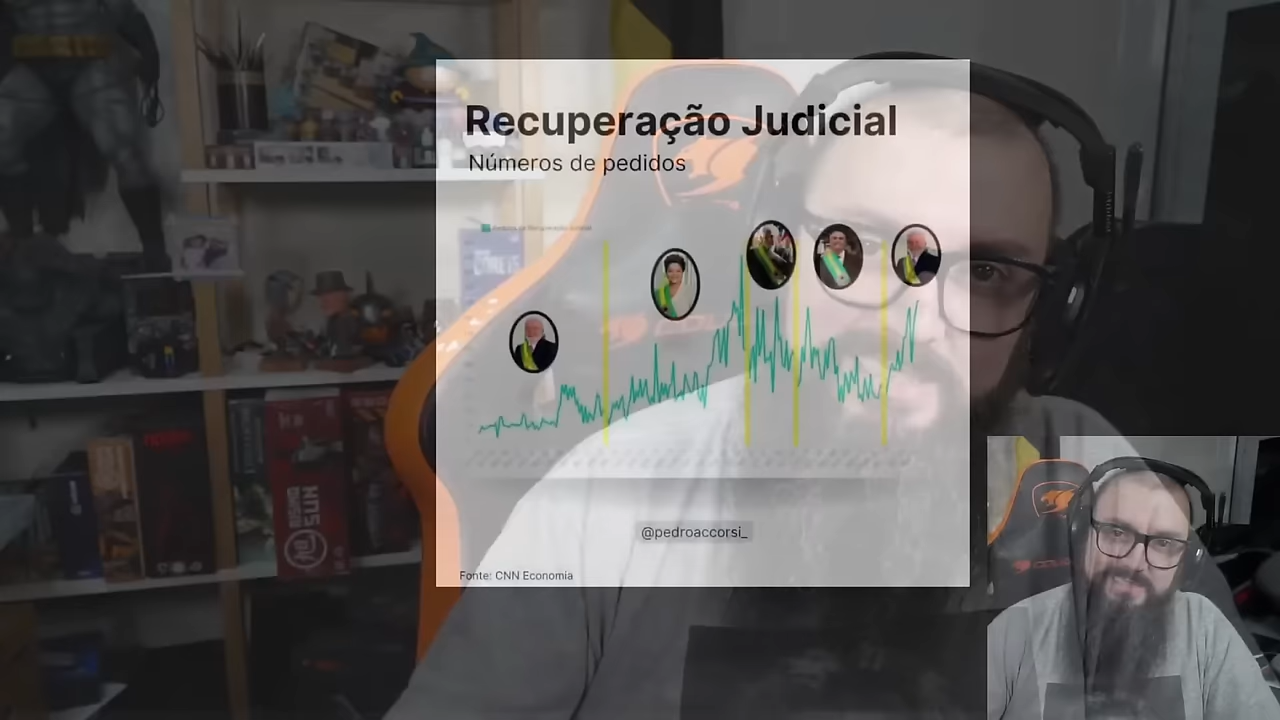 Recuperação Judicial
Números de pedidos
@pedroaccorsi_
Fonte: CNN Economia